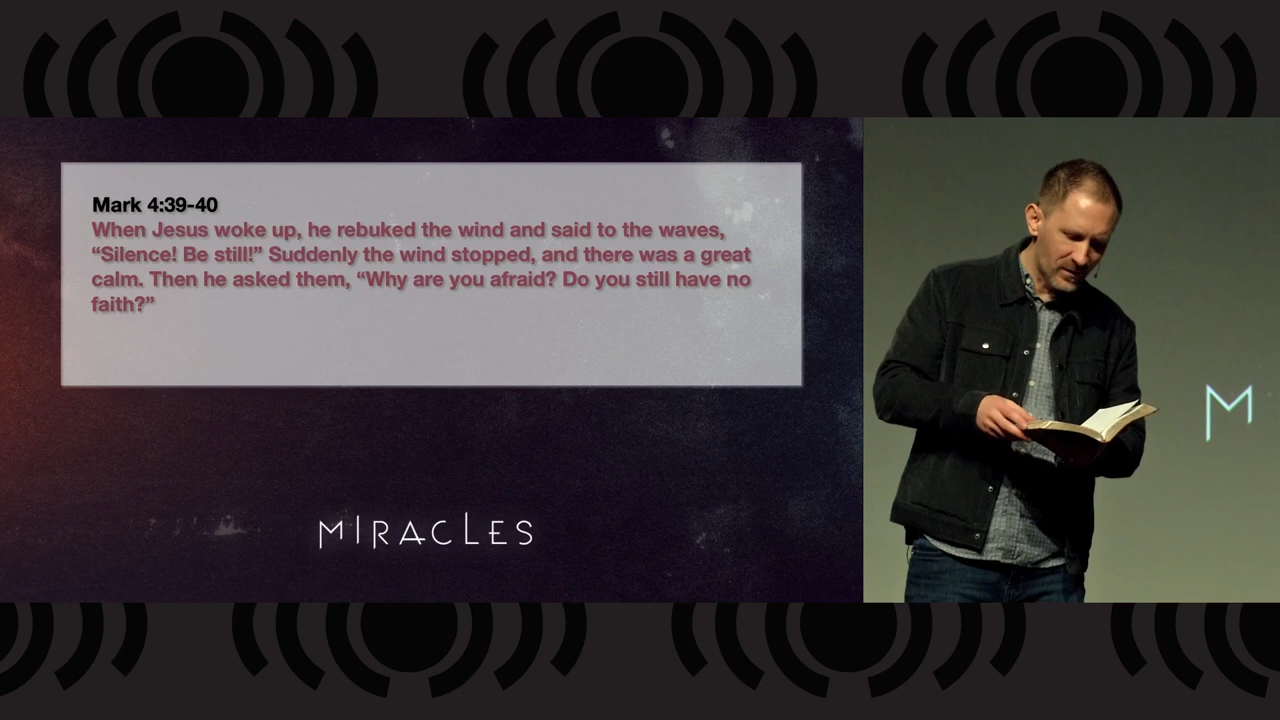 Mark 4:39-40
When Jesus woke up, he rebuked the wind and said to the waves,
“Silence! Be still!” Suddenly the wind stopped, and there was a great
calm. Then he asked them, “Why are you afraid? Do you still have no
faith?”
MIRACLES
M